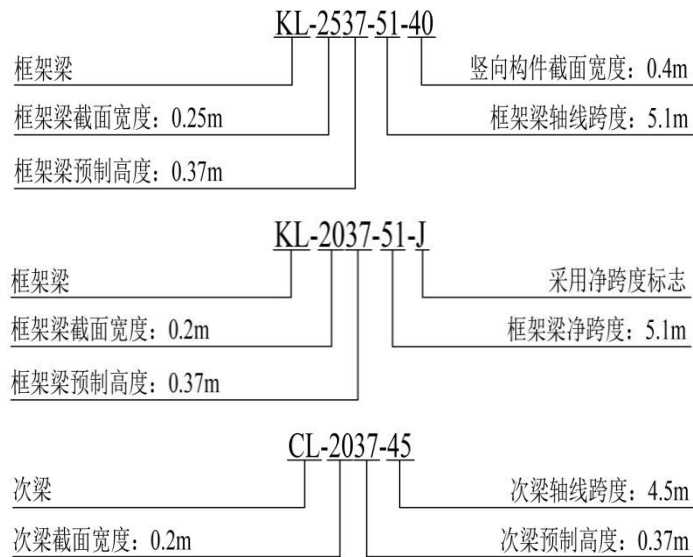 KL-2537-51-40
框架梁 竖向构件截面宽度：0.4m
框架梁截面宽度：0.25m 框架梁轴线跨度：5.1m
框架梁预制高度：0.37m
KL-2037-51-J
框架梁 采用净跨度标志
框架梁截面宽度：0.2m 框架梁净跨度：5.1m
框架梁预制高度：0.37m
CL-2037-45
次梁 次梁轴线跨度：4.5m
次梁截面宽度：0.2m 次梁预制高度：0.37m